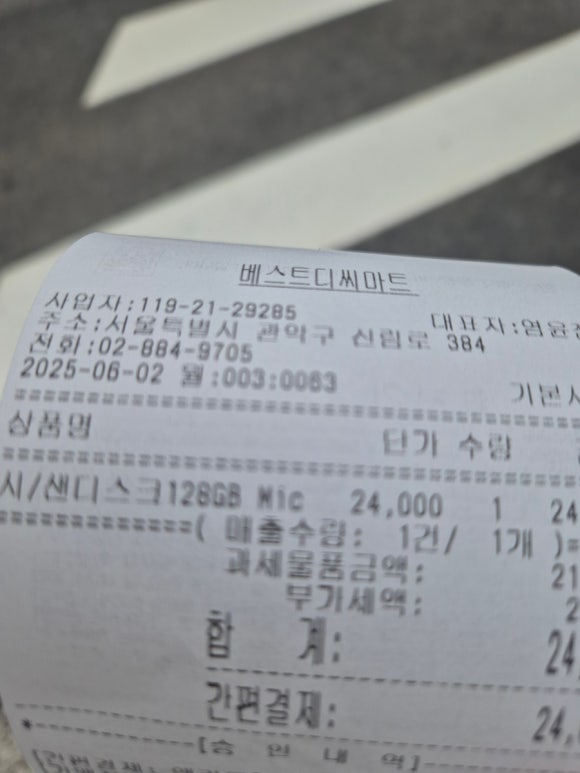 베스트디씨마트
사업자:119-21-29285 대표자:염윤
주소:서울특별시 관악구 신림로 384
전화:02-884-9705
2025-06-02 월:003:0063 기본
상품명 단가 수량
시/샌디스크128GB Mic 24,000 1 24
( 매출수량: 1건/ 1개 )=
과세물품금액: 21
부가세액: 2
합 계: 24,
간편결제: 24,
*-----[승 인 내 역]-----